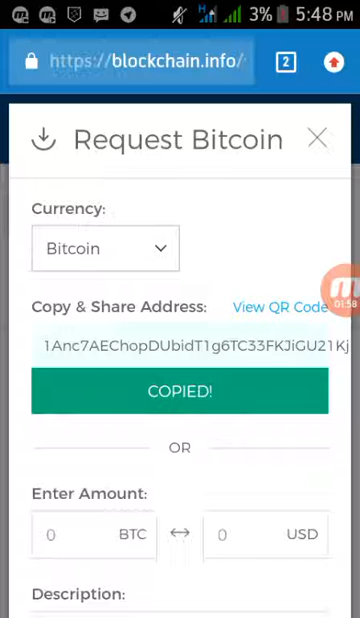 3% 5:48 PM
https://blockchain.info/
2
Request Bitcoin
Currency:
Bitcoin
Copy & Share Address: View QR Code
1Anc7AEChopDUbidT1g6TC33FKJiGU21Kj
01:58
COPIED!
OR
Enter Amount:
0 BTC 0 USD
Description: